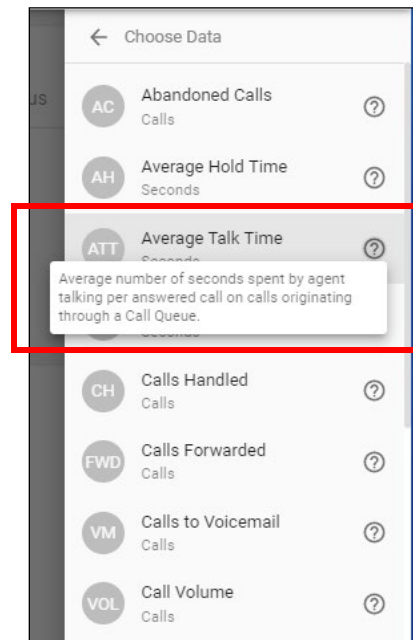 ← Choose Data
us
AC Abandoned Calls
Calls
AH Average Hold Time
Seconds
ATT Average Talk Time
Seconds
Average number of seconds spent by agent
talking per answered call on calls originating
through a Call Queue.
Seconds
CH Calls Handled
Calls
FWD Calls Forwarded
Calls
VM Calls to Voicemail
Calls
VOL Call Volume
Calls